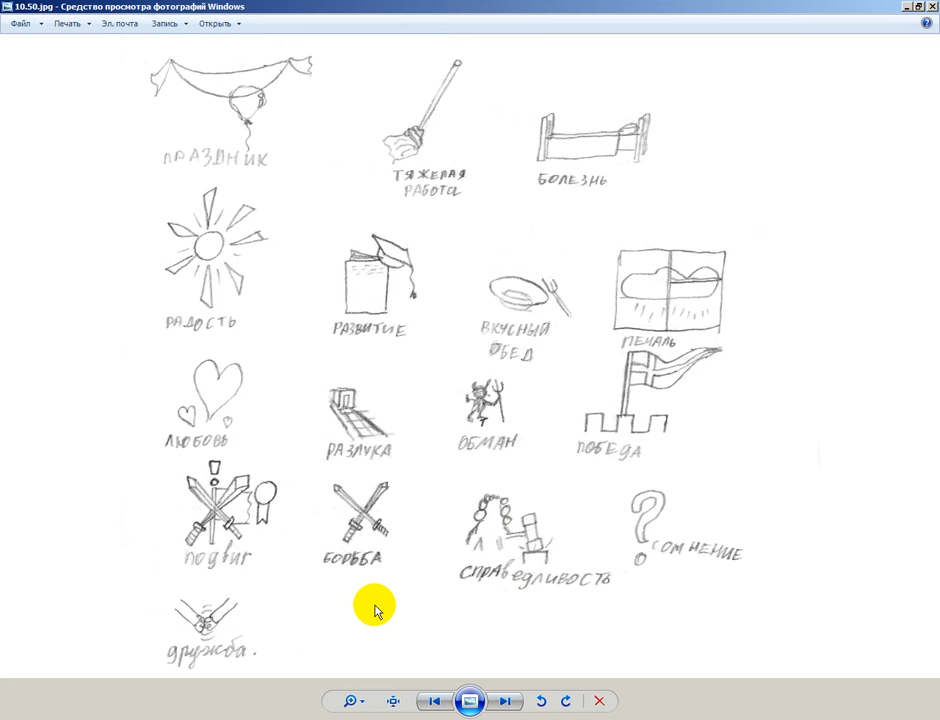 10.50.jpg - Средство просмотра фотографий Windows
Файл Печать Эл. почта Запись Открыть
ПРАЗДНИК
ТЯЖЕЛАЯ
РАБОТА
БОЛЕЗНЬ
РАДОСТЬ
РАЗВИТИЕ
ВКУСНЫЙ
ОБЕД
ПЕЧАЛЬ
ЛЮБОВЬ
РАЗЛУКА
ОБМАН
ПОБЕДА
ПОДВИГ
БОРЬБА
СПРАВЕДЛИВОСТЬ
СОМНЕНИЕ
дружба.